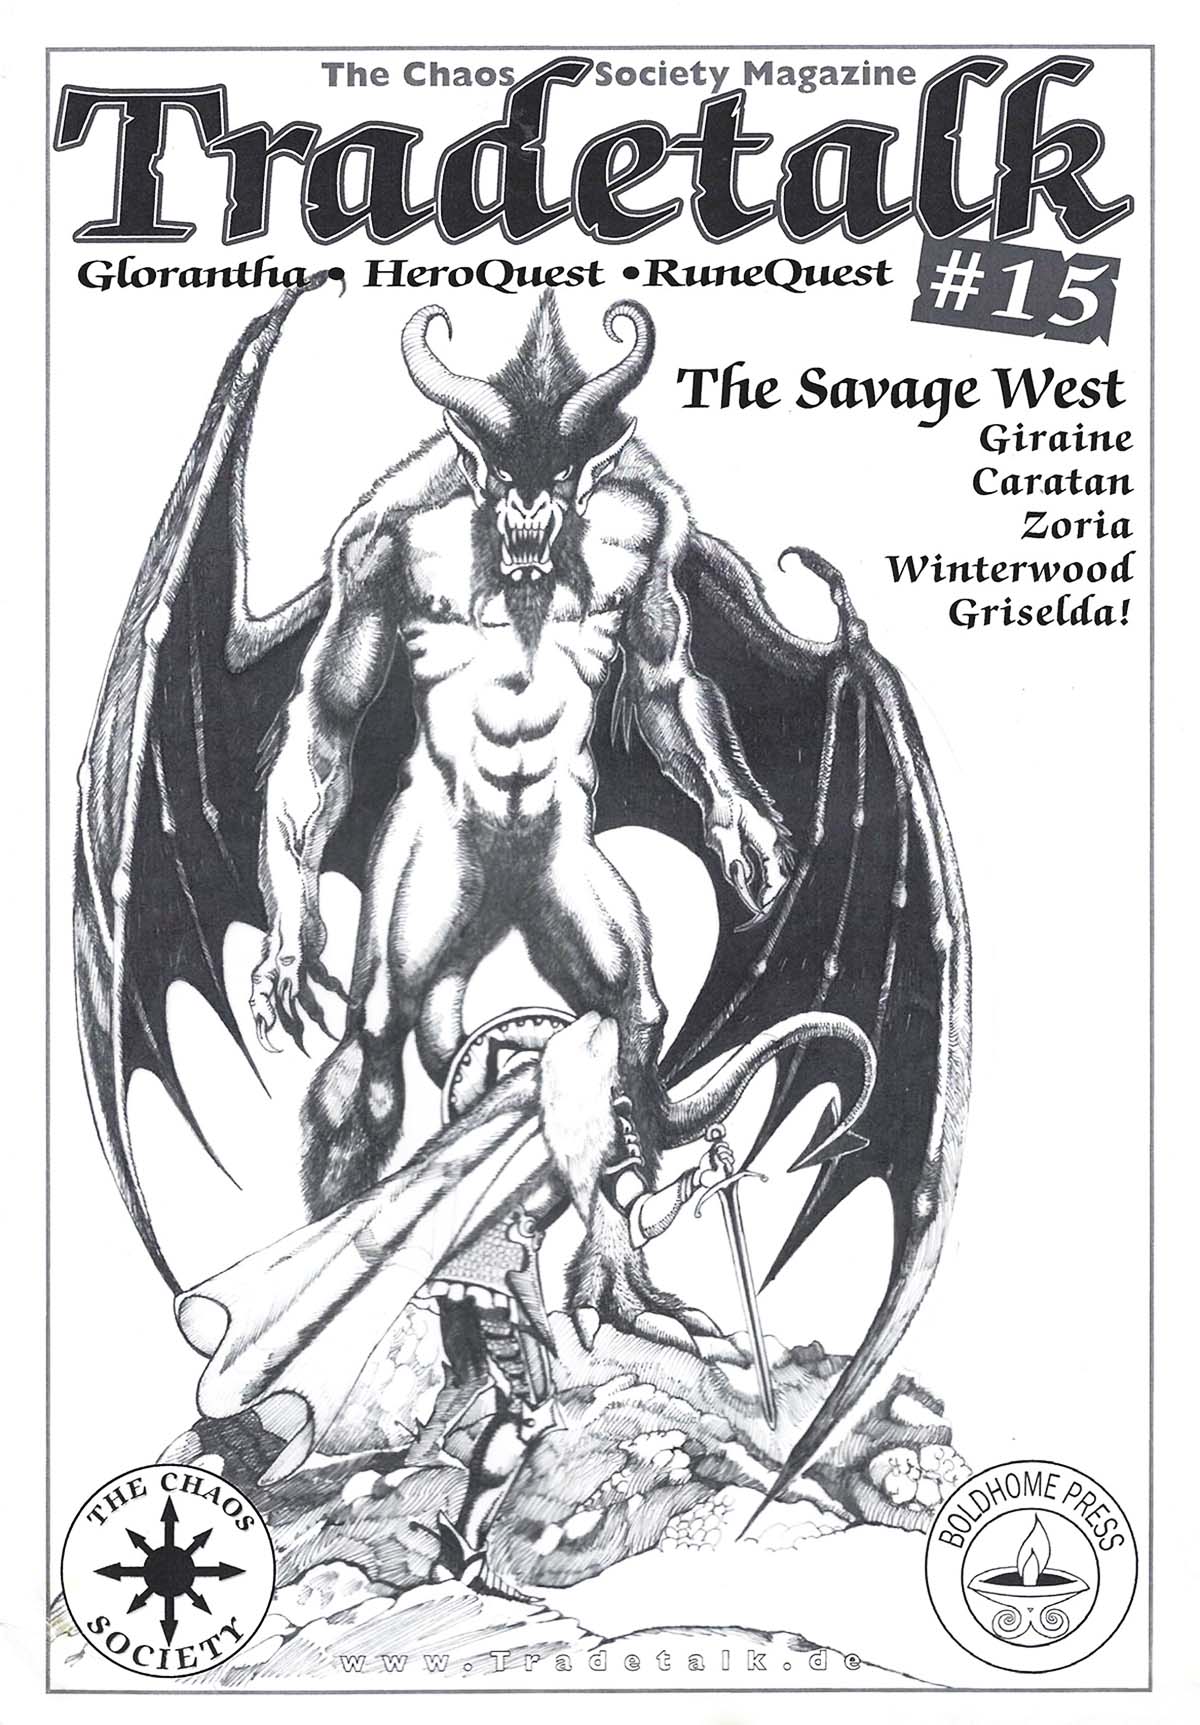 The Chaos Society Magazine
Tradetalk
Glorantha • HeroQuest • RuneQuest
#15
The Savage West
Giraine
Caratan
Zoria
Winterwood
Griselda!
THE CHAOS
SOCIETY
BOLDHOME PRESS
www.Tradetalk.de